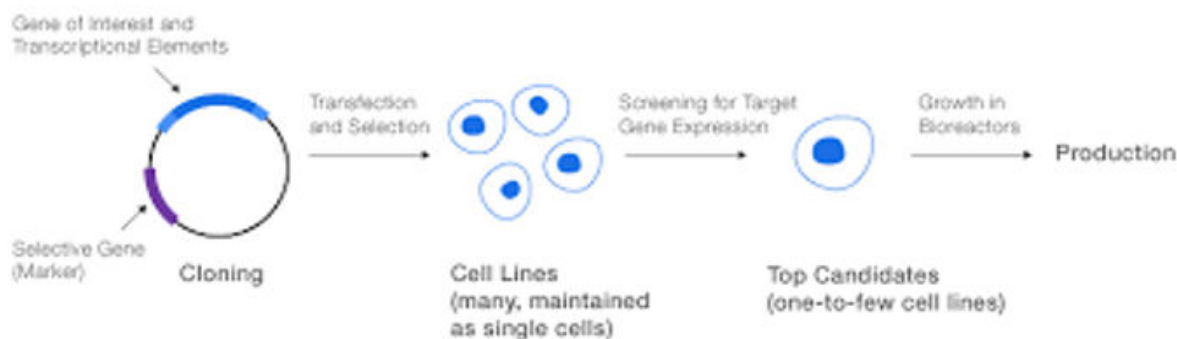 Gene of Interest and
Transcriptional Elements
Selective Gene
(Marker)
Cloning
Transfection
and Selection
Cell Lines
(many, maintained
as single cells)
Screening for Target
Gene Expression
Top Candidates
(one-to-few cell lines)
Growth in
Bioreactors
Production